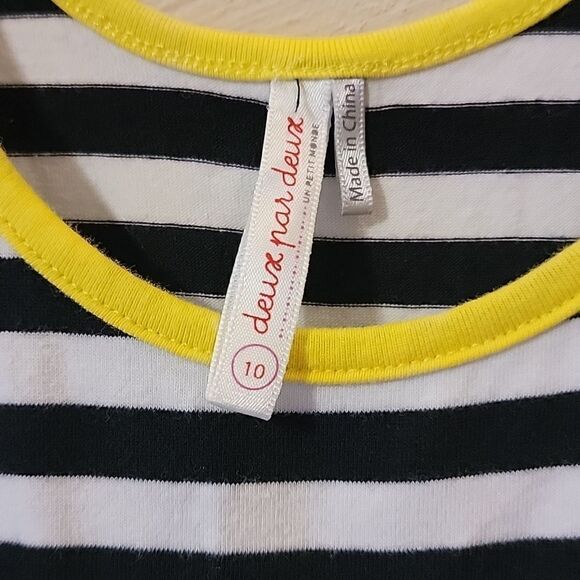 deux par deux
UN PETIT MONDE
10
Made in China